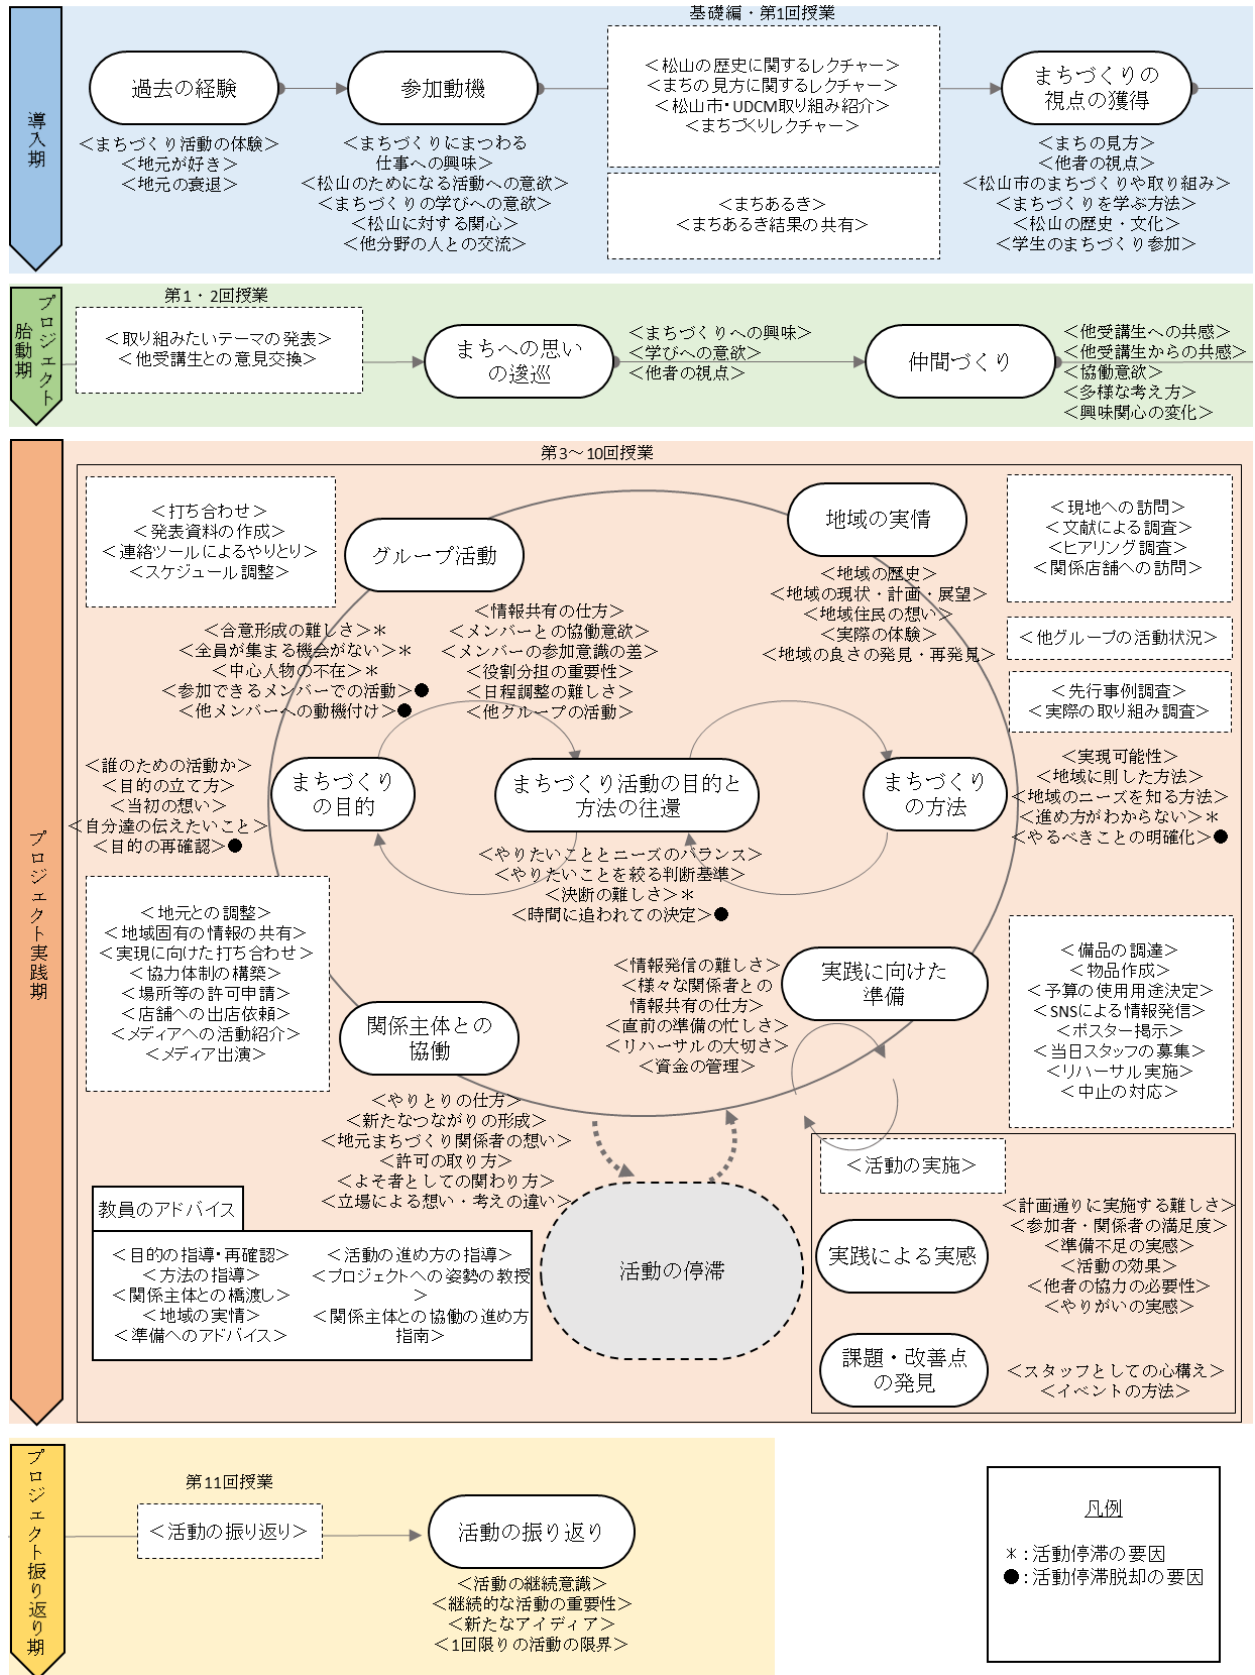 基礎編・第1回授業
導入期
過去の経験
＜まちづくり活動の体験＞
＜地元が好き＞
＜地元の衰退＞
参加動機
＜まちづくりにまつわる
仕事への興味＞
＜松山のためになる活動への意欲＞
＜まちづくりの学びへの意欲＞
＜松山に対する関心＞
＜他分野の人との交流＞
＜松山の歴史に関するレクチャー＞
＜まちの見方に関するレクチャー＞
＜松山市・UDCM取り組み紹介＞
＜まちづくりレクチャー＞
＜まちあるき＞
＜まちあるき結果の共有＞
まちづくりの
視点の獲得
＜まちの見方＞
＜他者の視点＞
＜松山市のまちづくりや取り組み＞
＜まちづくりを学ぶ方法＞
＜松山の歴史・文化＞
＜学生のまちづくり参加＞
プロジェクト
胎動期
第1・2回授業
＜取り組みたいテーマの発表＞
＜他受講生との意見交換＞
まちへの思い
の逡巡
＜まちづくりへの興味＞
＜学びへの意欲＞
＜他者の視点＞
仲間づくり
＜他受講生への共感＞
＜他受講生からの共感＞
＜協働意欲＞
＜多様な考え方＞
＜興味関心の変化＞
プロジェクト実践期
第3～10回授業
＜打ち合わせ＞
＜発表資料の作成＞
＜連絡ツールによるやりとり＞
＜スケジュール調整＞
グループ活動
＜合意形成の難しさ＞＊
＜全員が集まる機会がない＞＊
＜中心人物の不在＞＊
＜参加できるメンバーでの活動＞●
＜他メンバーへの動機付け＞●
＜情報共有の仕方＞
＜メンバーとの協働意欲＞
＜メンバーの参加意識の差＞
＜役割分担の重要性＞
＜日程調整の難しさ＞
＜他グループの活動＞
地域の実情
＜地域の歴史＞
＜地域の現状・計画・展望＞
＜地域住民の想い＞
＜実際の体験＞
＜地域の良さの発見・再発見＞
＜現地への訪問＞
＜文献による調査＞
＜ヒアリング調査＞
＜関係店舗への訪問＞
＜他グループの活動状況＞
＜先行事例調査＞
＜実際の取り組み調査＞
＜誰のための活動か＞
＜目的の立て方＞
＜当初の想い＞
＜自分達の伝えたいこと＞
＜目的の再確認＞●
まちづくりの
の目的
まちづくり活動の目的と
方法の往還
まちづくり
の方法
＜実現可能性＞
＜地域に則した方法＞
＜地域のニーズを知る方法＞
＜進め方がわからない＞＊
＜やるべきことの明確化＞●
＜やりたいこととニーズのバランス＞
＜やりたいことを絞る判断基準＞
＜決断の難しさ＞＊
＜時間に追われての決定＞●
＜地元との調整＞
＜地域固有の情報の共有＞
＜実現に向けた打ち合わせ＞
＜協力体制の構築＞
＜場所等の許可申請＞
＜店舗への出店依頼＞
＜メディアへの活動紹介＞
＜メディア出演＞
関係主体との
協働
＜やりとりの仕方＞
＜新たなつながりの形成＞
＜地元まちづくり関係者の想い＞
＜許可の取り方＞
＜よそ者としての関わり方＞
＜立場による想い・考えの違い＞
＜情報発信の難しさ＞
＜様々な関係者との
情報共有の仕方＞
＜直前の準備の忙しさ＞
＜リハーサルの大切さ＞
＜資金の管理＞
実践に向けた
準備
＜備品の調達＞
＜物品作成＞
＜予算の使用用途決定＞
＜SNSによる情報発信＞
＜ポスター掲示＞
＜当日スタッフの募集＞
＜リハーサル実施＞
＜中止の対応＞
教員のアドバイス
＜目的の指導・再確認＞
＜方法の指導＞
＜関係主体との橋渡し＞
＜地域の実情＞
＜準備へのアドバイス＞
＜活動の進め方の指導＞
＜プロジェクトへの姿勢の教授
＞
＜関係主体との協働の進め方
指南＞
活動の停滞
＜活動の実施＞
実践による実感
＜計画通りに実施する難しさ＞
＜参加者・関係者の満足度＞
＜準備不足の実感＞
＜活動の効果＞
＜他者の協力の必要性＞
＜やりがいの実感＞
課題・改善点
の発見
＜スタッフとしての心構え＞
＜イベントの方法＞
プロジェクト振り返り期
第11回授業
＜活動の振り返り＞
活動の振り返り
＜活動の継続意識＞
＜継続的な活動の重要性＞
＜新たなアイディア＞
＜1回限りの活動の限界＞
凡例
＊：活動停滞の要因
●：活動停滞脱却の要因